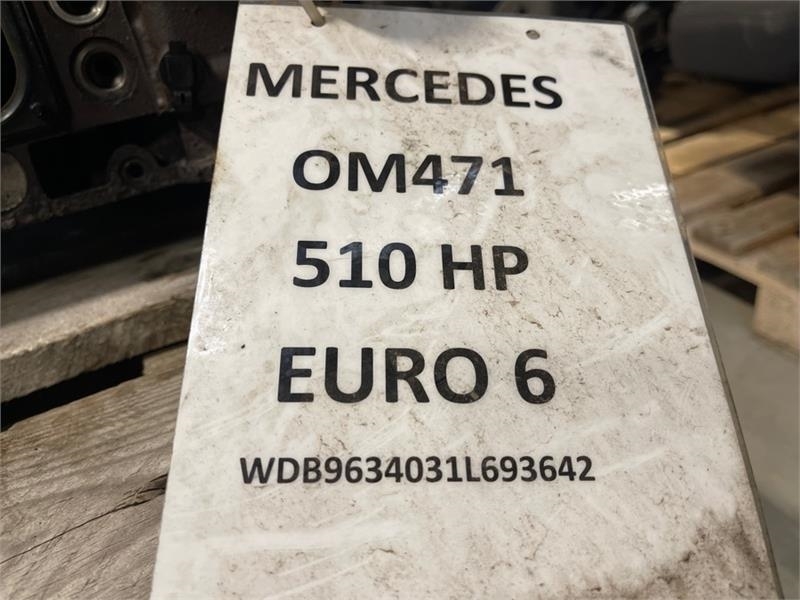 MERCEDES
OM471
510 HP
EURO 6
WDB9634031L693642